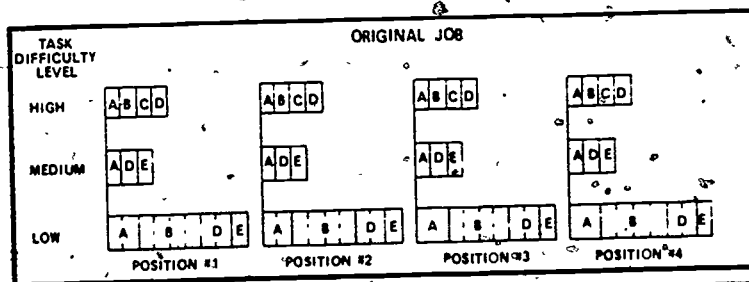 ORIGINAL JOB
TASK
DIFFICULTY
LEVEL
HIGH
A B C D A B C D A B C D A B C D
MEDIUM
A D E A D E A D E A D E
LOW
A B D E A B D E A B D E A B D E
POSITION #1 POSITION #2 POSITION #3 POSITION #4